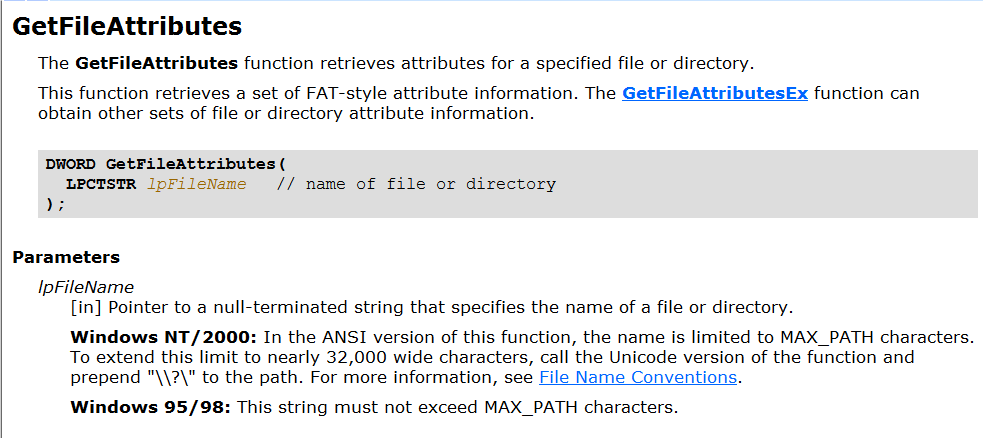 GetFileAttributes
The GetFileAttributes function retrieves attributes for a specified file or directory.
This function retrieves a set of FAT-style attribute information. The GetFileAttributesEx function can
obtain other sets of file or directory attribute information.
DWORD GetFileAttributes(
  LPCTSTR lpFileName   // name of file or directory
);
Parameters
lpFileName
[in] Pointer to a null-terminated string that specifies the name of a file or directory.
Windows NT/2000: In the ANSI version of this function, the name is limited to MAX_PATH characters.
To extend this limit to nearly 32,000 wide characters, call the Unicode version of the function and
prepend "\\?\" to the path. For more information, see File Name Conventions.
Windows 95/98: This string must not exceed MAX_PATH characters.